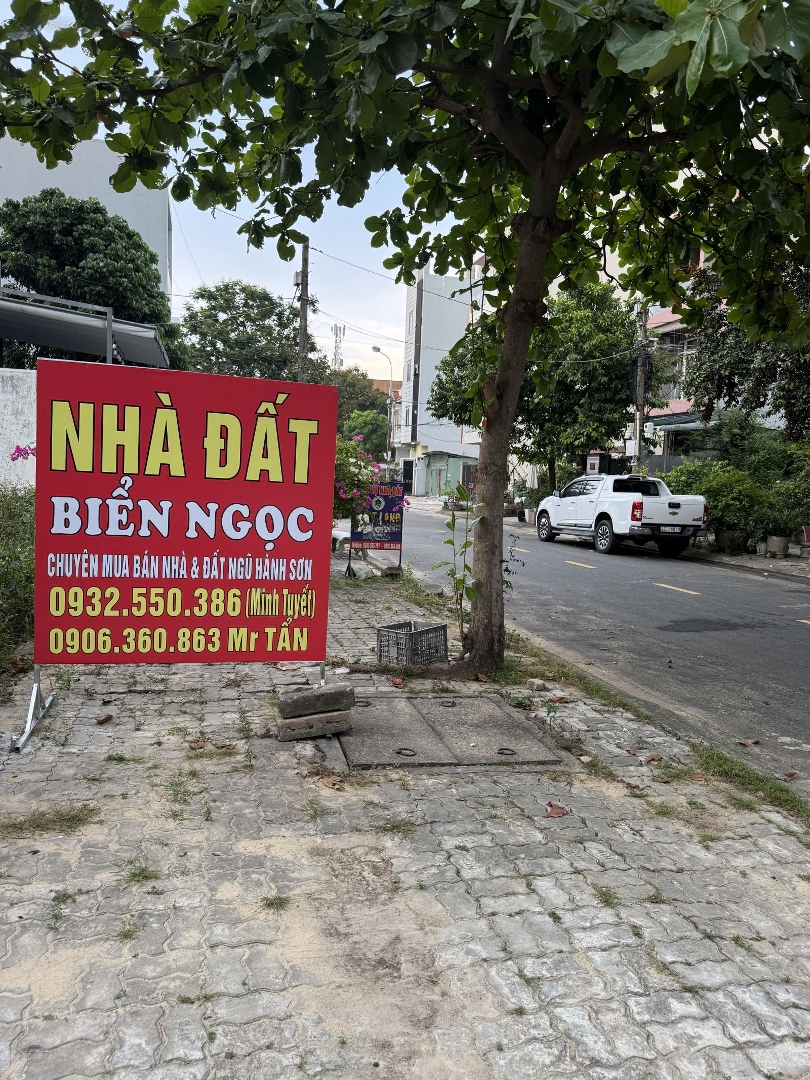 NHÀ ĐẤT
BIỂN NGỌC
CHUYÊN MUA BÁN NHÀ & ĐẤT NGŨ HÀNH SƠN
0932.550.386 (Minh Tuyết)
0906.360.863 Mr TẨN